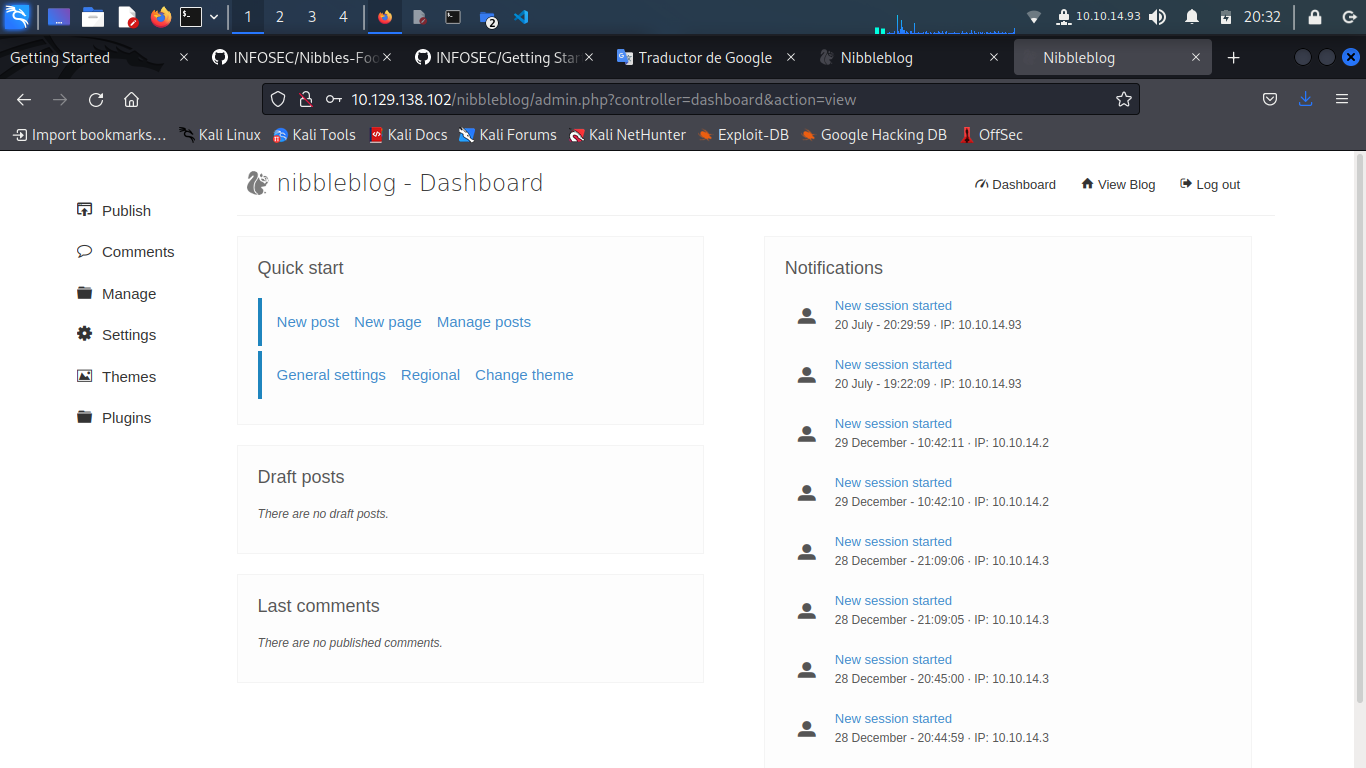 1 2 3 4 2 10.10.14.93 20:32
Getting Started INFOSEC/Nibbles-Foo INFOSEC/Getting Star Traductor de Google Nibbleblog Nibbleblog
10.129.138.102/nibbleblog/admin.php?controller=dashboard&action=view
Import bookmarks... Kali Linux Kali Tools Kali Docs Kali Forums Kali NetHunter Exploit-DB Google Hacking DB OffSec
nibbleblog - Dashboard
Dashboard View Blog Log out
Publish
Comments
Manage
Settings
Themes
Plugins
Quick start
New post New page Manage posts
General settings Regional Change theme
Draft posts
There are no draft posts.
Last comments
There are no published comments.
Notifications
New session started
20 July - 20:29:59 · IP: 10.10.14.93
New session started
20 July - 19:22:09 · IP: 10.10.14.93
New session started
29 December - 10:42:11 · IP: 10.10.14.2
New session started
29 December - 10:42:10 · IP: 10.10.14.2
New session started
28 December - 21:09:06 · IP: 10.10.14.3
New session started
28 December - 21:09:05 · IP: 10.10.14.3
New session started
28 December - 20:45:00 · IP: 10.10.14.3
New session started
28 December - 20:44:59 · IP: 10.10.14.3